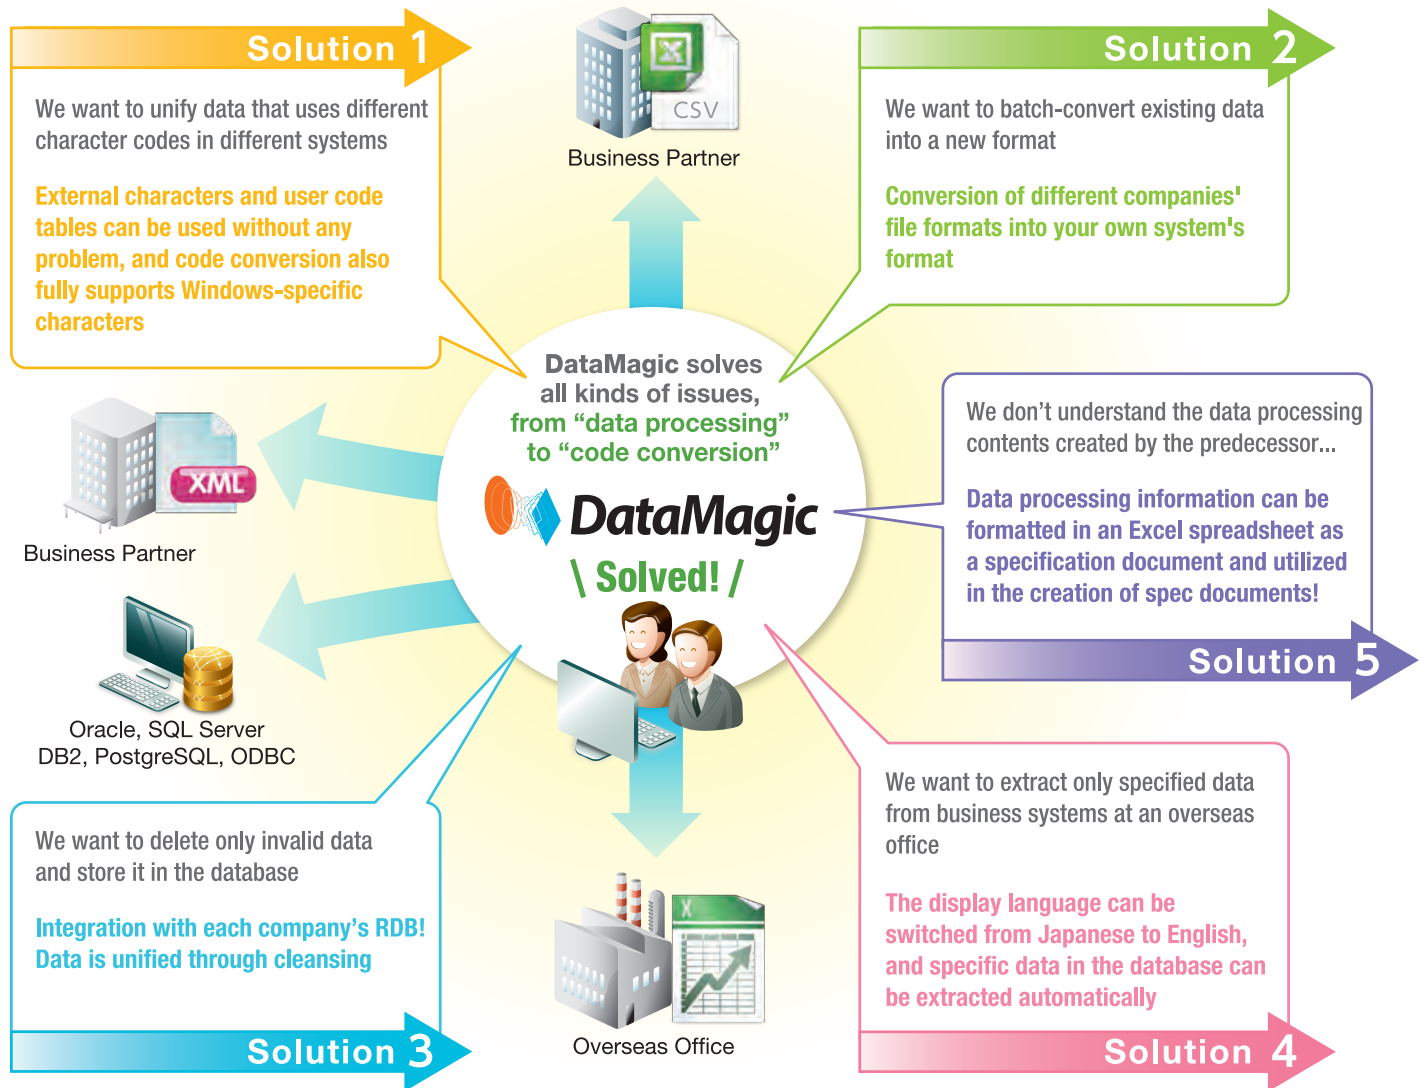 Solution 1
We want to unify data that uses different
character codes in different systems
External characters and user code
tables can be used without any
problem, and code conversion also
fully supports Windows-specific
characters
CSV
Business Partner
Solution 2
We want to batch-convert existing data
into a new format
Conversion of different companies'
file formats into your own system's
format
DataMagic solves
all kinds of issues,
from “data processing”
to “code conversion”
DataMagic
\ Solved! /
XML
Business Partner
Oracle, SQL Server
DB2, PostgreSQL, ODBC
We don’t understand the data processing
contents created by the predecessor...
Data processing information can be
formatted in an Excel spreadsheet as
a specification document and utilized
in the creation of spec documents!
Solution 5
We want to delete only invalid data
and store it in the database
Integration with each company’s RDB!
Data is unified through cleansing
Solution 3
X
Overseas Office
We want to extract only specified data
from business systems at an overseas
office
The display language can be
switched from Japanese to English,
and specific data in the database can
be extracted automatically
Solution 4